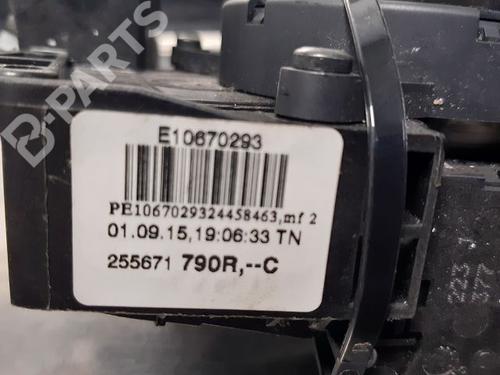 B-PARTS
E10670293
PE1067029324458463,mf 2
01.09.15,19:06:33 TN
255671 790R,--C